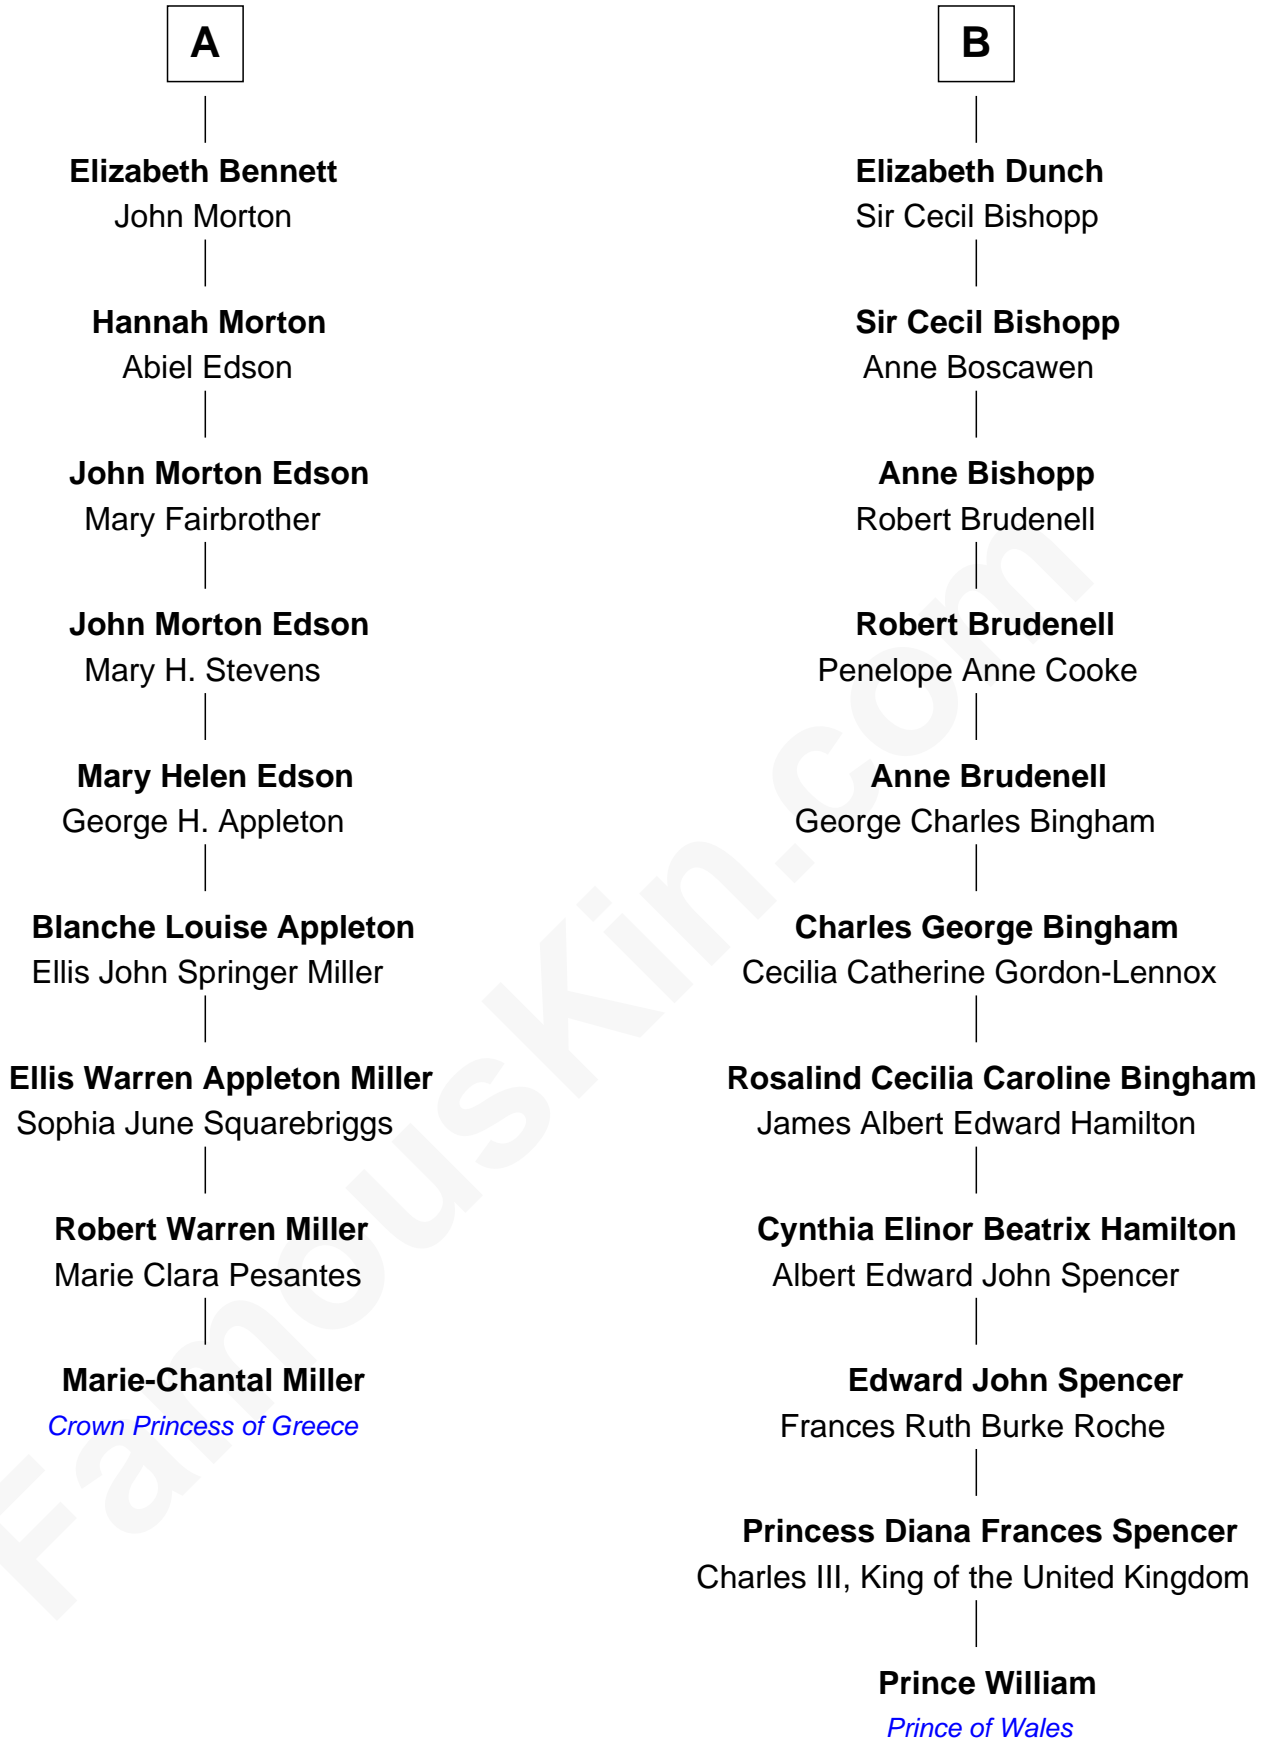 A
Elizabeth Bennett
John Morton
Hannah Morton
Abiel Edson
John Morton Edson
Mary Fairbrother
John Morton Edson
Mary H. Stevens
Mary Helen Edson
George H. Appleton
Blanche Louise Appleton
Ellis John Springer Miller
Ellis Warren Appleton Miller
Sophia June Squarebriggs
Robert Warren Miller
Marie Clara Pesantes
Marie-Chantal Miller
Crown Princess of Greece
B
Elizabeth Dunch
Sir Cecil Bishopp
Sir Cecil Bishopp
Anne Boscawen
Anne Bishopp
Robert Brudenell
Robert Brudenell
Penelope Anne Cooke
Anne Brudenell
George Charles Bingham
Charles George Bingham
Cecilia Catherine Gordon-Lennox
Rosalind Cecilia Caroline Bingham
James Albert Edward Hamilton
Cynthia Elinor Beatrix Hamilton
Albert Edward John Spencer
Edward John Spencer
Frances Ruth Burke Roche
Princess Diana Frances Spencer
Charles III, King of the United Kingdom
Prince William
Prince of Wales
FamousKin.com